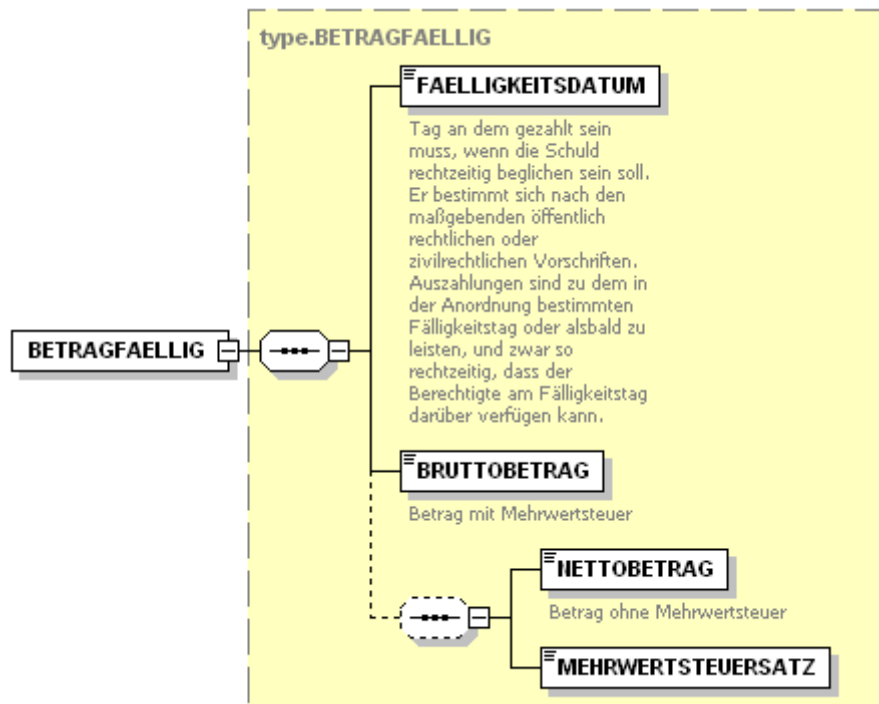 type.BETRAGFAELLIG
FAELLIGKEITSDATUM
Tag an dem gezahlt sein
muss, wenn die Schuld
rechtzeitig beglichen sein soll.
Er bestimmt sich nach den
maßgebenden öffentlich
rechtlichen oder
zivilrechtlichen Vorschriften.
Auszahlungen sind zu dem in
der Anordnung bestimmten
Fälligkeitstag oder alsbald zu
leisten, und zwar so
rechtzeitig, dass der
Berechtigte am Fälligkeitstag
darüber verfügen kann.
BETRAGFAELLIG
BRUTTOBETRAG
Betrag mit Mehrwertsteuer
NETTOBETRAG
Betrag ohne Mehrwertsteuer
MEHRWERTSTEUERSATZ